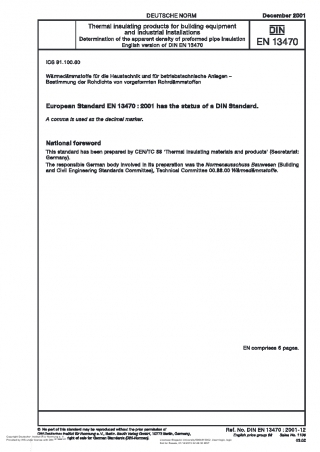 DEUTSCHE NORM
December 2001
Thermal insulating products for building equipment
and industrial installations
Determination of the apparent density of preformed pipe insulation
English version of DIN EN 13470
DIN
EN 13470
ICS 91.100.60
Wärmedämmstoffe für die Haustechnik und für betriebstechnische Anlagen –
Bestimmung der Rohdichte von vorgeformten Rohrdämmstoffen
European Standard EN 13470 : 2001 has the status of a DIN Standard.
A comma is used as the decimal marker.
National foreword
This standard has been prepared by CEN/TC 88 'Thermal insulating materials and products' (Secretariat:
Germany).
The responsible German body involved in its preparation was the Normenausschuss Bauwesen (Building
and Civil Engineering Standards Committee), Technical Committee 00.88.00 Wärmedämmstoffe.
EN comprises 6 pages.
© No part of this standard may be reproduced without the prior permission of
DIN Deutsches Institut für Normung e.V., Berlin. Beuth Verlag GmbH, 10772 Berlin, Germany,
right of sale for German Standards (DIN-Normen).
Ref. No. DIN EN 13470 : 2001-12
English price group 06 Sales No. 1106